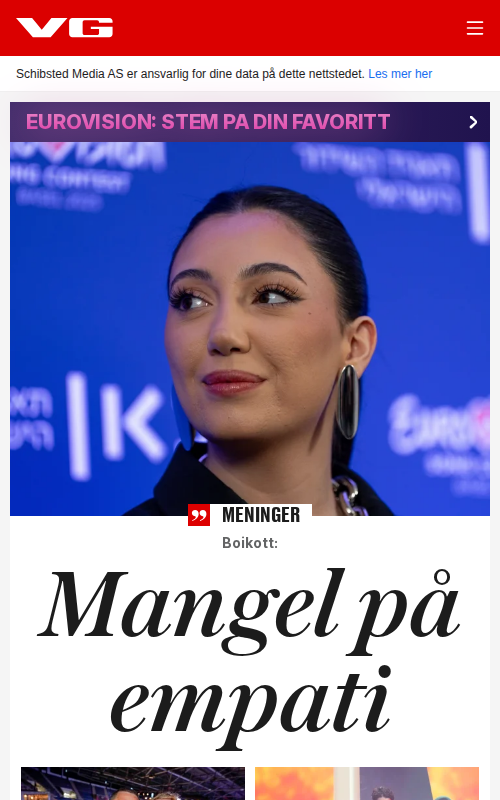 VG
Schibsted Media AS er ansvarlig for dine data på dette nettstedet. Les mer her
EUROVISION: STEM PA DIN FAVORITT
MENINGER
Boikott:
Mangel på
empati